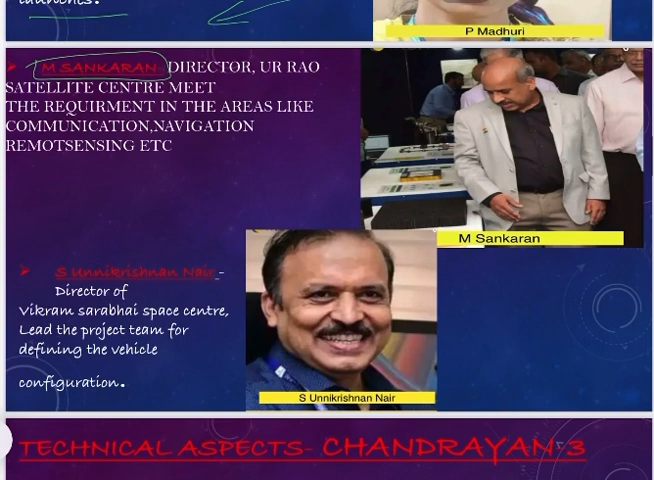 launches.
P Madhuri
M SANKARAN- DIRECTOR, UR RAO
SATELLITE CENTRE MEET
THE REQUIRMENT IN THE AREAS LIKE
COMMUNICATION,NAVIGATION
REMOTSENSING ETC
M Sankaran
S Unnikrishnan Nair -
Director of
Vikram sarabhai space centre,
Lead the project team for
defining the vehicle
configuration.
S Unnikrishnan Nair
TECHNICAL ASPECTS- CHANDRAYAN-3